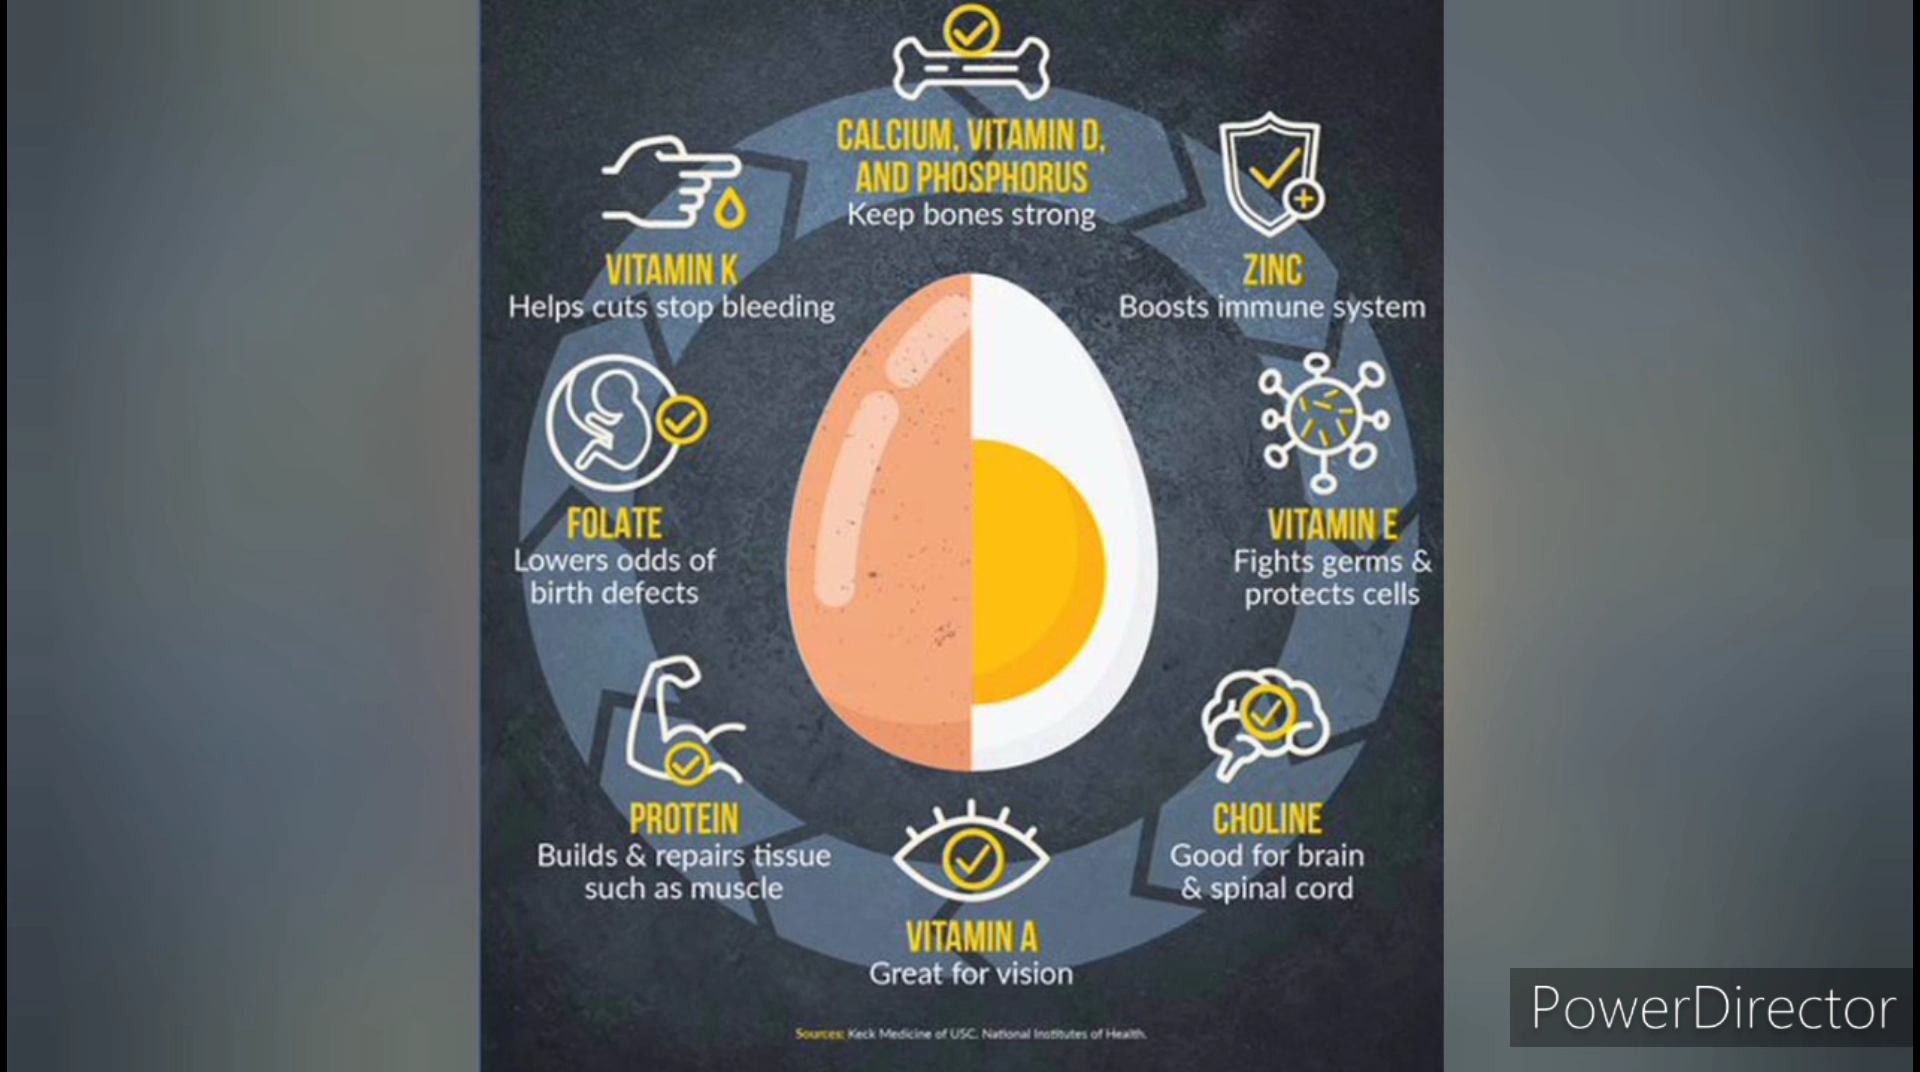 CALCIUM, VITAMIN D,
AND PHOSPHORUS
Keep bones strong
VITAMIN K
Helps cuts stop bleeding
ZINC
Boosts immune system
FOLATE
Lowers odds of
birth defects
VITAMIN E
Fights germs &
protects cells
PROTEIN
Builds & repairs tissue
such as muscle
CHOLINE
Good for brain
& spinal cord
VITAMIN A
Great for vision
Sources: Keck Medicine of USC. National Institutes of Health.
PowerDirector